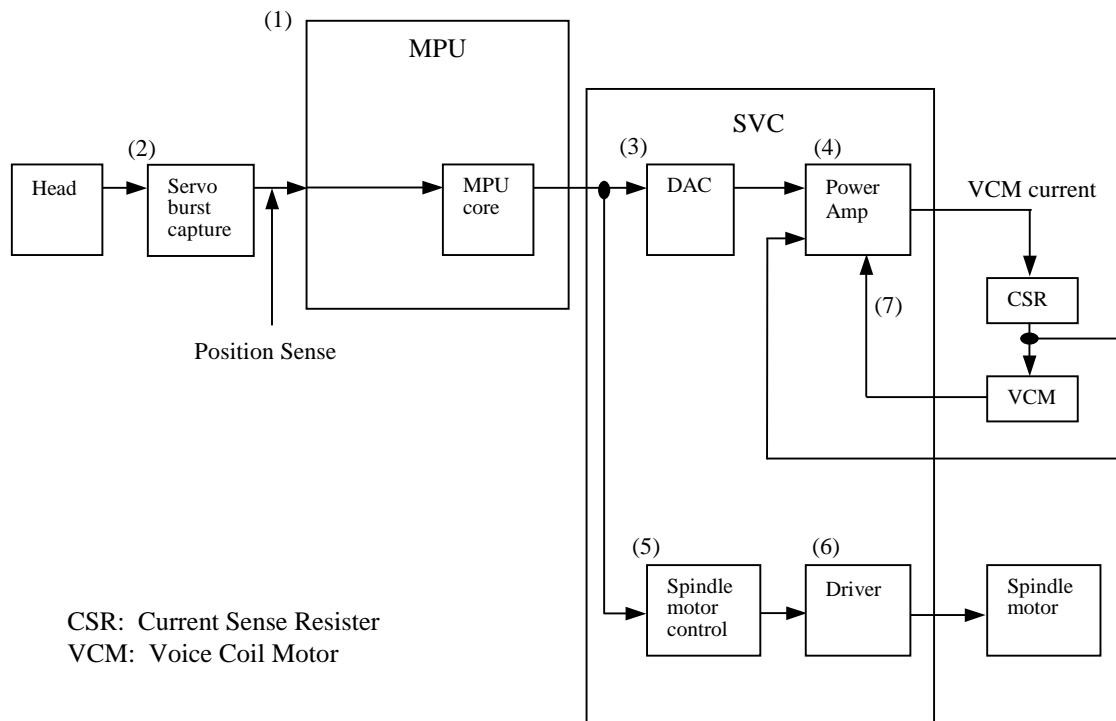 (1)
MPU
SVC
(2)
(3)
(4)
Head
Servo
burst
capture
MPU
core
DAC
Power
Amp
VCM current
(7)
CSR
Position Sense
VCM
(5)
(6)
Spindle
motor
control
Driver
Spindle
motor
CSR: Current Sense Resister
VCM: Voice Coil Motor